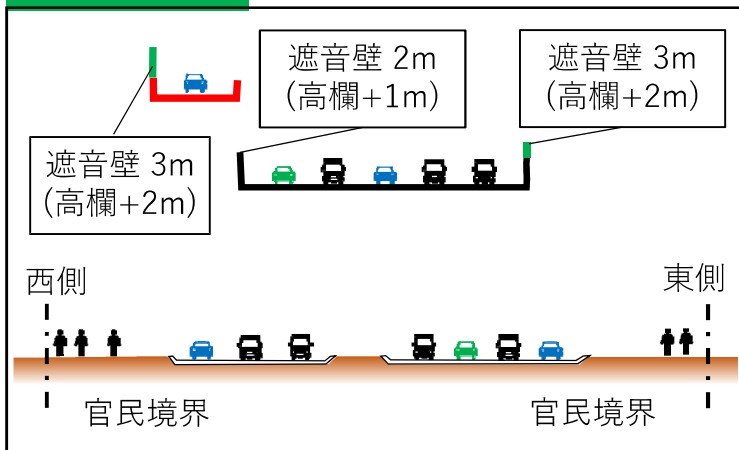 遮音壁 2m
(高欄+1m)
遮音壁 3m
(高欄+2m)
遮音壁 3m
(高欄+2m)
西側
東側
官民境界
官民境界